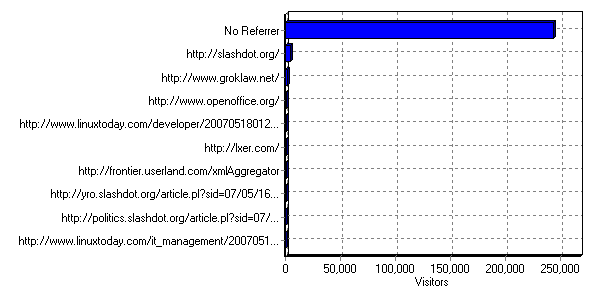 No Referrer
http://slashdot.org/
http://www.groklaw.net/
http://www.openoffice.org/
http://www.linuxtoday.com/developer/20070518012...
http://lxer.com/
http://frontier.userland.com/xmlAggregator
http://yro.slashdot.org/article.pl?sid=07/05/16...
http://politics.slashdot.org/article.pl?sid=07/...
http://www.linuxtoday.com/it_management/2007051...
0 50,000 100,000 150,000 200,000 250,000
Visitors